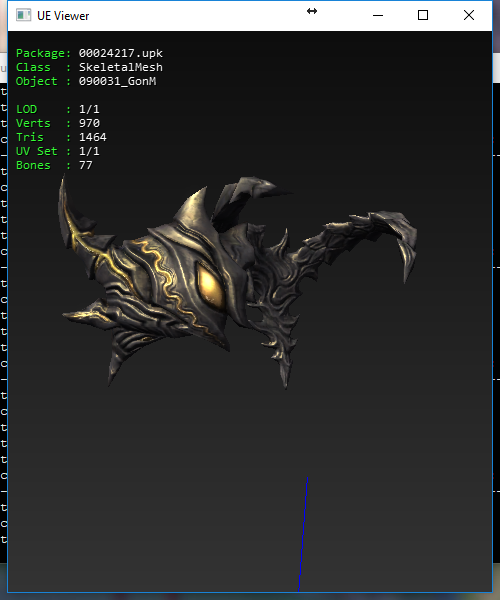 UE Viewer
Package: 00024217.upk
Class : SkeletalMesh
Object : 090031_GonM
LOD : 1/1
Verts : 970
Tris : 1464
UV Set : 1/1
Bones : 77